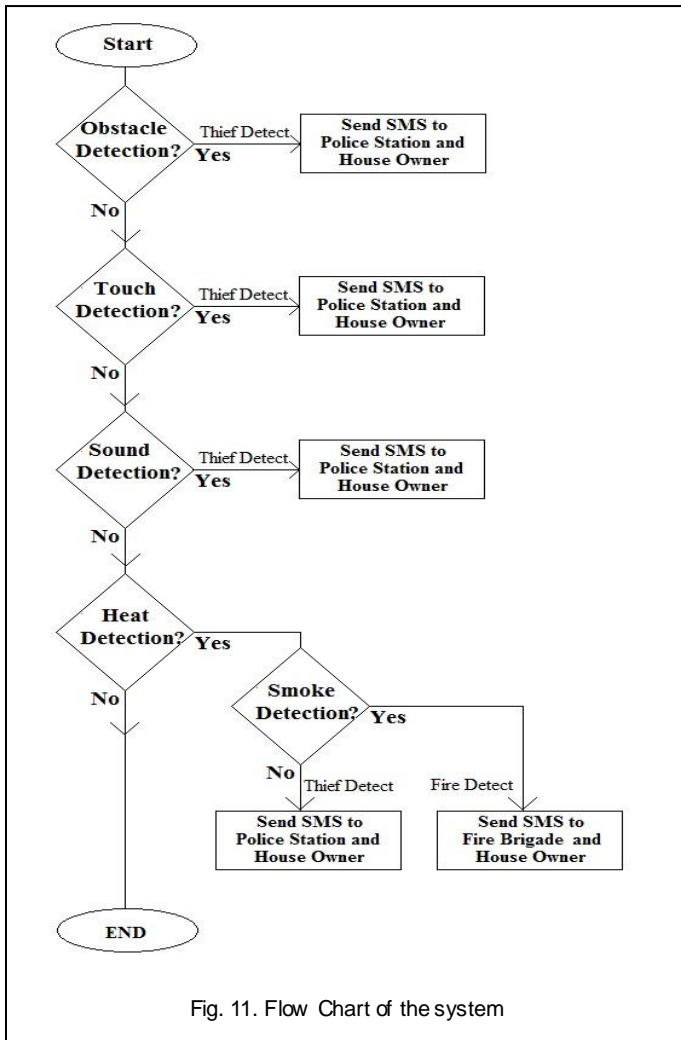 Start
Obstacle
Detection?
Thief Detect
Yes
Send SMS to
Police Station and
House Owner
No
Touch
Detection?
Thief Detect
Yes
Send SMS to
Police Station and
House Owner
No
Sound
Detection?
Thief Detect
Yes
Send SMS to
Police Station and
House Owner
No
Heat
Detection?
Yes
No
Smoke
Detection?
Yes
No
Thief Detect
Fire Detect
Send SMS to
Police Station and
House Owner
Send SMS to
Fire Brigade and
House Owner
END
Fig. 11. Flow Chart of the system